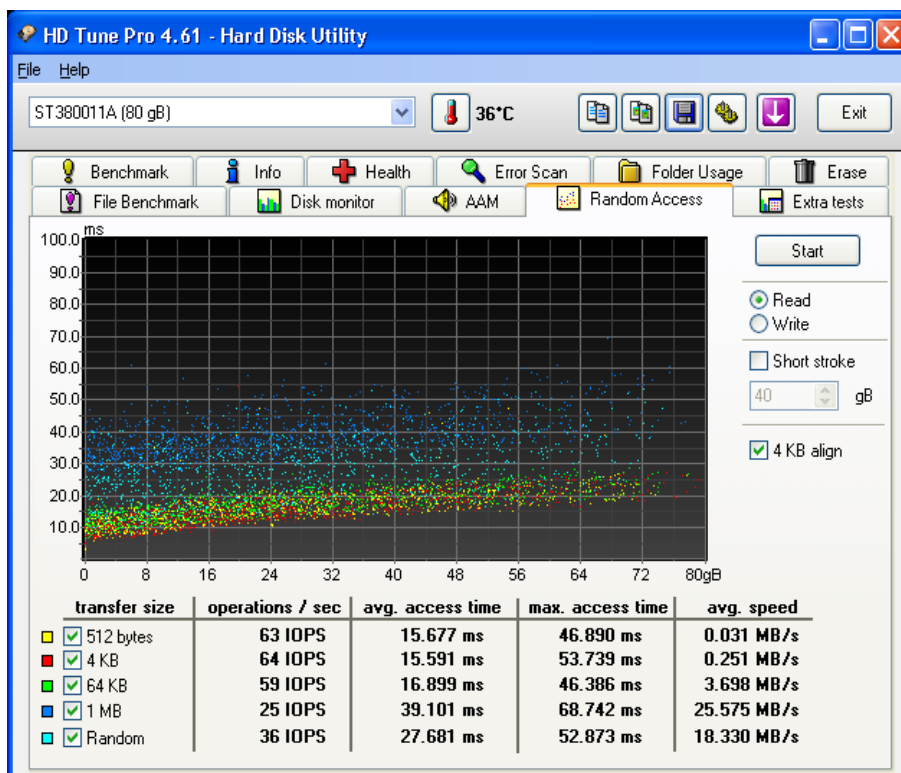 HD Tune Pro 4.61 - Hard Disk Utility
File Help
ST380011A (80 gB) 36°C Exit
Benchmark Info Health Error Scan Folder Usage Erase
File Benchmark Disk monitor AAM Random Access Extra tests
ms
100.0
90.0
80.0
70.0
60.0
50.0
40.0
30.0
20.0
10.0
0 8 16 24 32 40 48 56 64 72 80gB
Start
Read
Write
Short stroke
40 gB
4 KB align
transfer size operations / sec avg. access time max. access time avg. speed
512 bytes 63 IOPS 15.677 ms 46.890 ms 0.031 MB/s
4 KB 64 IOPS 15.591 ms 53.739 ms 0.251 MB/s
64 KB 59 IOPS 16.899 ms 46.386 ms 3.698 MB/s
1 MB 25 IOPS 39.101 ms 68.742 ms 25.575 MB/s
Random 36 IOPS 27.681 ms 52.873 ms 18.330 MB/s